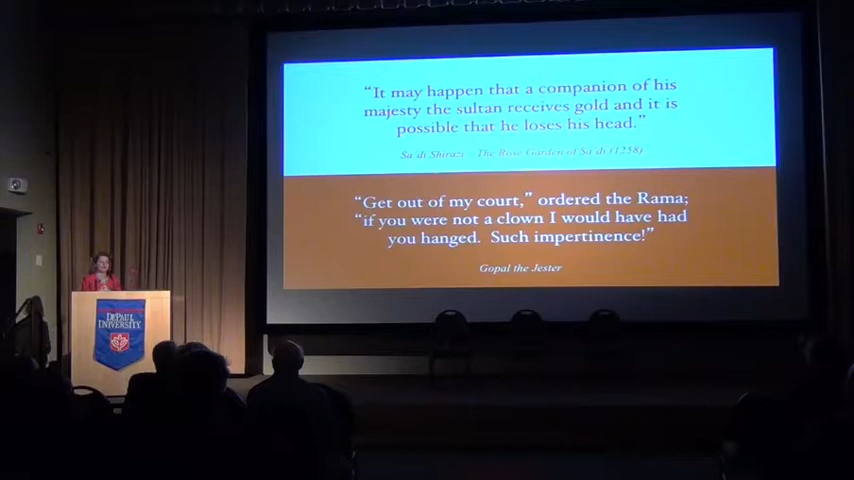 “It may happen that a companion of his
majesty the sultan receives gold and it is
possible that he loses his head.”
Sa'di Shirazi - The Rose Garden of Sa'di (1258)
“Get out of my court,” ordered the Rama;
“if you were not a clown I would have had
you hanged. Such impertinence!”
Gopal the Jester
DEPAUL
UNIVERSITY